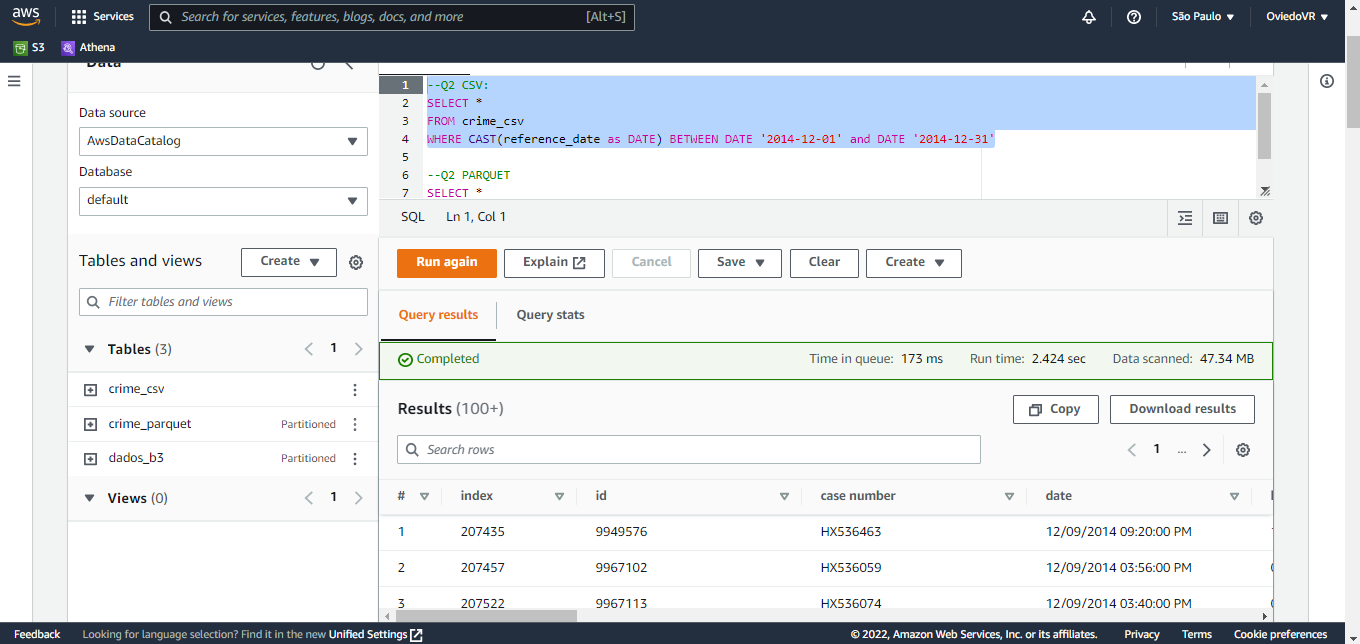 aws
Services
Search for services, features, blogs, docs, and more
[Alt+S]
São Paulo
OviedoVR
S3
Athena
Data
Data source
AwsDataCatalog
Database
default
Tables and views
Create
Filter tables and views
Tables (3)
1
crime_csv
crime_parquet
Partitioned
dados_b3
Partitioned
Views (0)
1
1 --Q2 CSV:
2 SELECT *
3 FROM crime_csv
4 WHERE CAST(reference_date as DATE) BETWEEN DATE '2014-12-01' and DATE '2014-12-31'
5
6 --Q2 PARQUET
7 SELECT *
SQL Ln 1, Col 1
Run again
Explain
Cancel
Save
Clear
Create
Query results
Query stats
Completed
Time in queue: 173 ms Run time: 2.424 sec Data scanned: 47.34 MB
Results (100+)
Copy
Download results
Search rows
1 ...
# index id case number date
1 207435 9949576 HX536463 12/09/2014 09:20:00 PM
2 207457 9967102 HX536059 12/09/2014 03:56:00 PM
3 207522 9967113 HX536074 12/09/2014 03:40:00 PM
Feedback
Looking for language selection? Find it in the new Unified Settings
© 2022, Amazon Web Services, Inc. or its affiliates.
Privacy
Terms
Cookie preferences